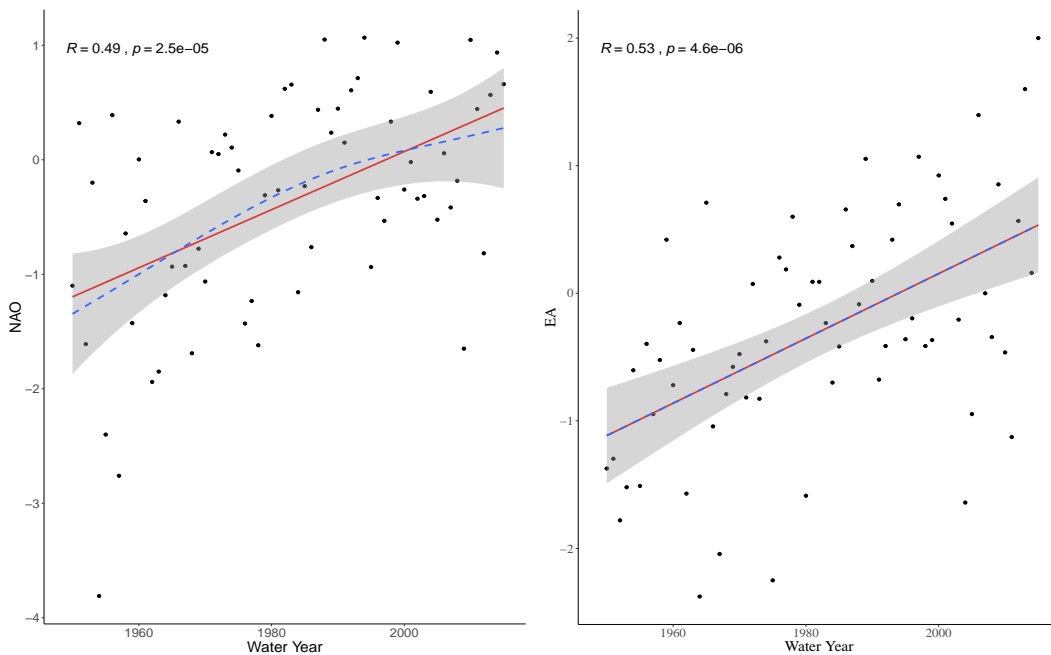 R = 0.49 , p = 2.5e−05
1
0
−1
−2
−3
−4
NAO
1960
1980
2000
Water Year
R = 0.53 , p = 4.6e−06
2
1
0
−1
−2
EA
1960
1980
2000
Water Year